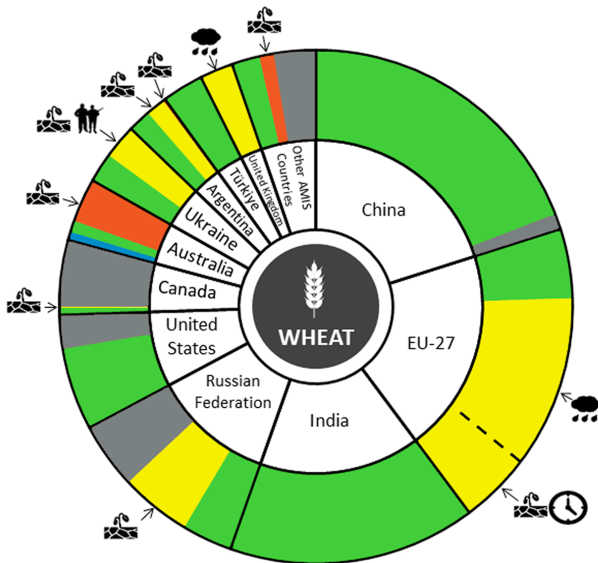 WHEAT
China
EU-27
India
Russian
Federation
United
States
Canada
Australia
Ukraine
Argentina
Türkiye
United Kingdom
Other AMIS
Countries